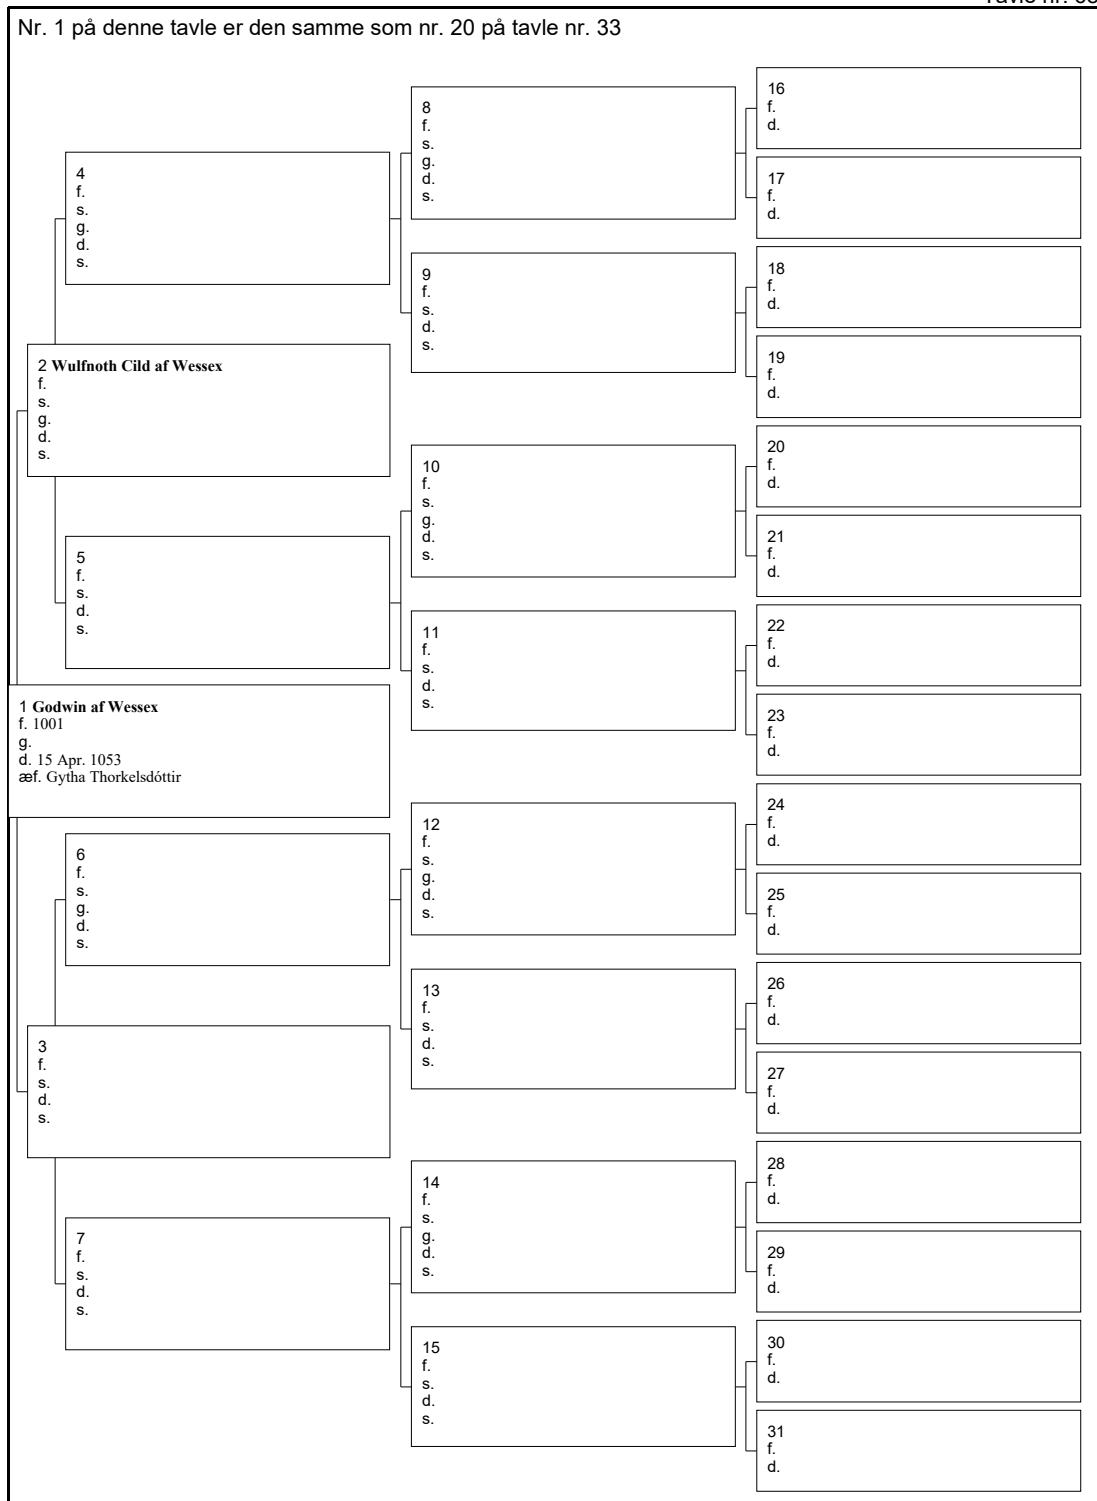 Nr. 1 på denne tavle er den samme som nr. 20 på tavle nr. 33
16
f.
d.
8
f.
s.
g.
d.
s.
17
f.
d.
4
f.
s.
g.
d.
s.
18
f.
d.
9
f.
s.
d.
s.
19
f.
d.
2 Wulfnoth Cild af Wessex
f.
s.
g.
d.
s.
20
f.
d.
10
f.
s.
g.
d.
s.
21
f.
d.
5
f.
s.
d.
s.
22
f.
d.
11
f.
s.
d.
s.
23
f.
d.
1 Godwin af Wessex
f. 1001
g.
d. 15 Apr. 1053
æf. Gytha Thorkelsdóttir
24
f.
d.
12
f.
s.
g.
d.
s.
25
f.
d.
6
f.
s.
g.
d.
s.
26
f.
d.
13
f.
s.
d.
s.
27
f.
d.
3
f.
s.
d.
s.
28
f.
d.
14
f.
s.
g.
d.
s.
29
f.
d.
7
f.
s.
d.
s.
30
f.
d.
15
f.
s.
d.
s.
31
f.
d.